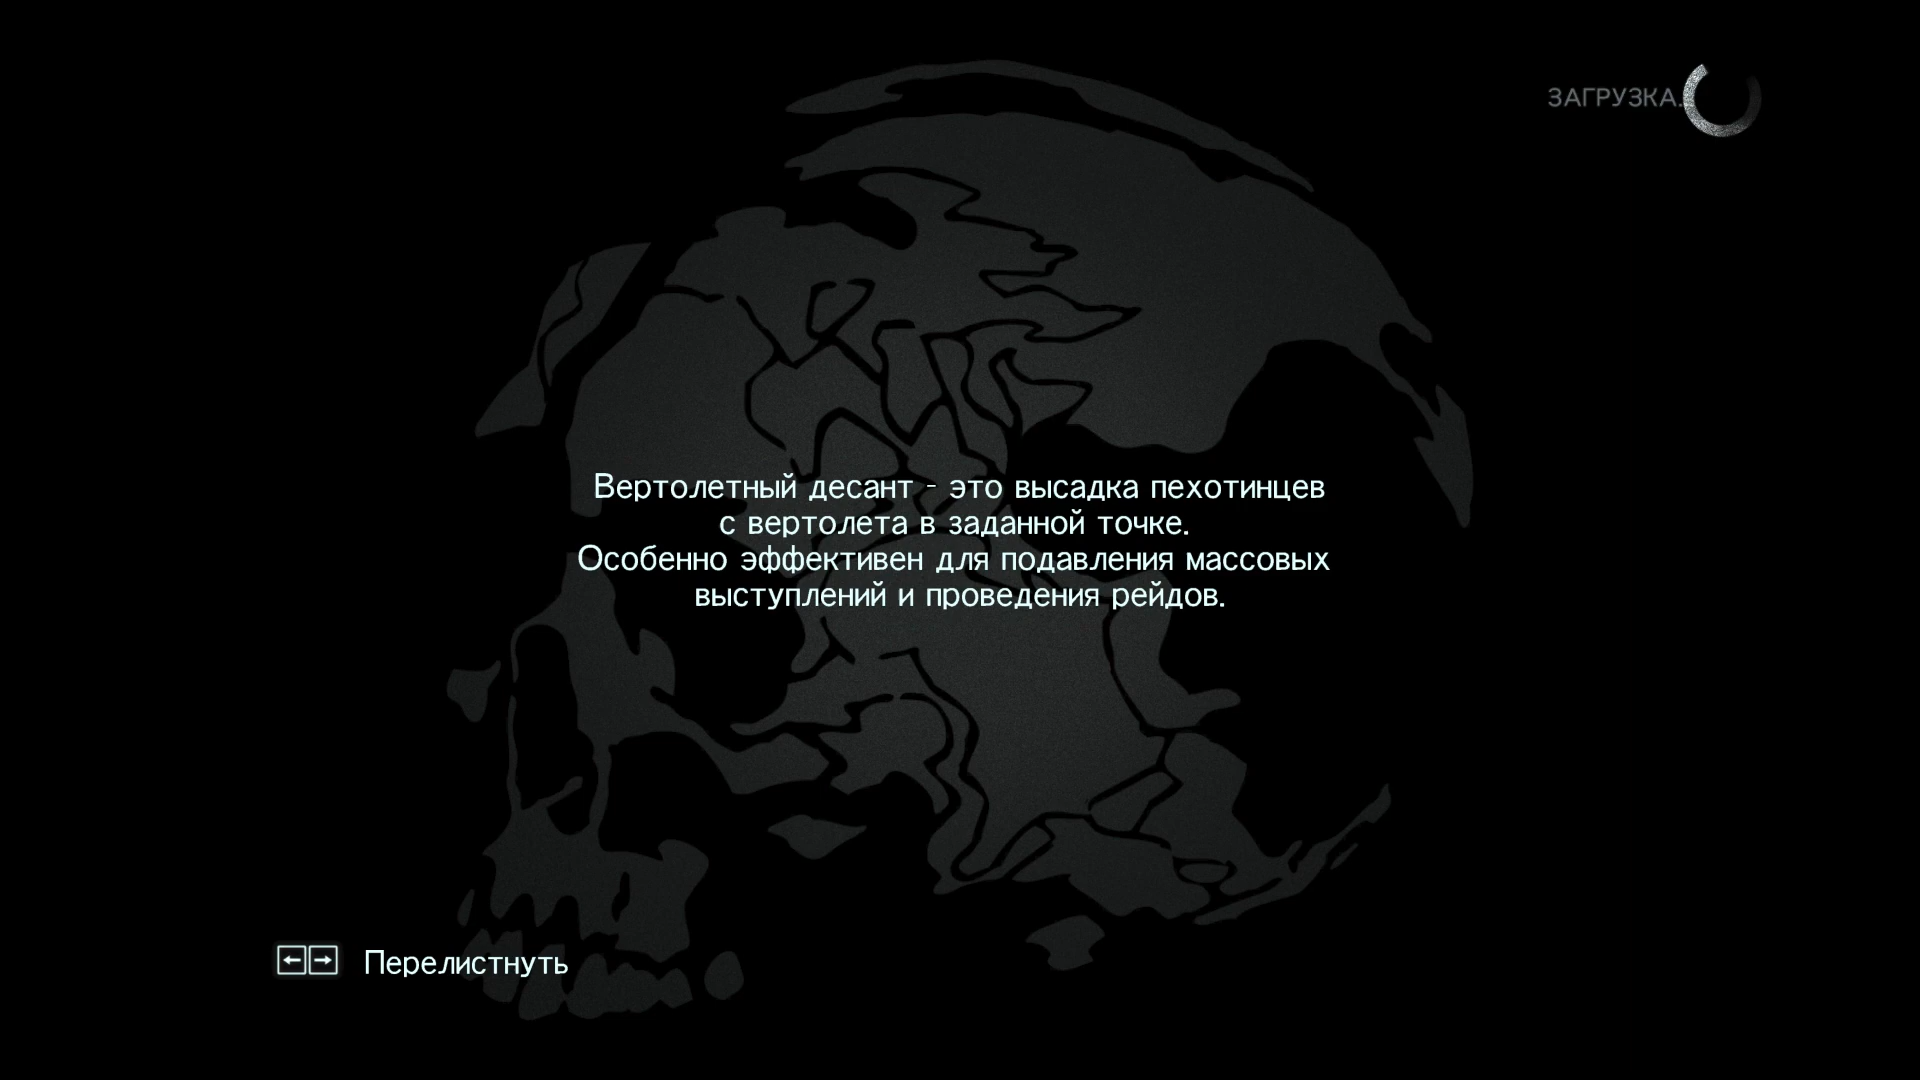 ЗАГРУЗКА.
Вертолетный десант - это высадка пехотинцев
с вертолета в заданной точке.
Особенно эффективен для подавления массовых
выступлений и проведения рейдов.
Перелистнуть